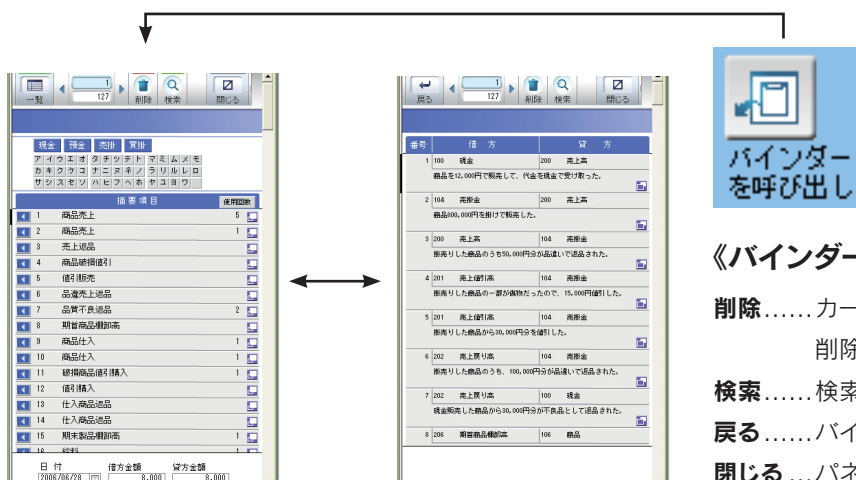 1
127
一覧
削除
検索
閉じる
現金 預金 売掛 買掛
アイウエオタチツテトマミムメモ
カキクケコナニヌネノラリルレロ
サシスセソハヒフヘホヤユヨワ
摘要項目 使用回数
1 商品売上 5
2 商品売上 1
3 売上返品
4 商品破損値引
5 値引販売
6 品違売上返品
7 品質不良返品 2
8 期首商品棚卸高
9 商品仕入 1
10 商品仕入 1
11 破損商品値引購入 1
12 値引購入
13 仕入商品返品
14 仕入商品返品
15 期末製品棚卸高 1
16 給料 1
日付 借方金額 貸方金額
2006/06/28 8,000 8,000
1
127
戻る
削除
検索
閉じる
番号 借方 貸方
1 100 現金 200 売上高
商品を12,000円で販売して、代金を現金で受け取った。
2 104 売掛金 200 売上高
商品800,000円を掛けで販売した。
3 200 売上高 104 売掛金
掛売りした商品のうち50,000円分が品違いで返品された。
4 201 売上値引高 104 売掛金
掛売りした商品の一部が傷物だったので、15,000円値引した。
5 201 売上値引高 104 売掛金
掛売りした商品から30,000円分を値引した。
6 202 売上戻り高 104 売掛金
掛売りした商品のうち、100,000円分が品違いで返品された。
7 202 売上戻り高 100 現金
現金販売した商品から30,000円分が不良品として返品された。
8 206 期首商品棚卸高 106 商品
バインダー
を呼び出し
《バインダー
削除……カー
削除
検索……検索
戻る……バイ
閉じる…パネ